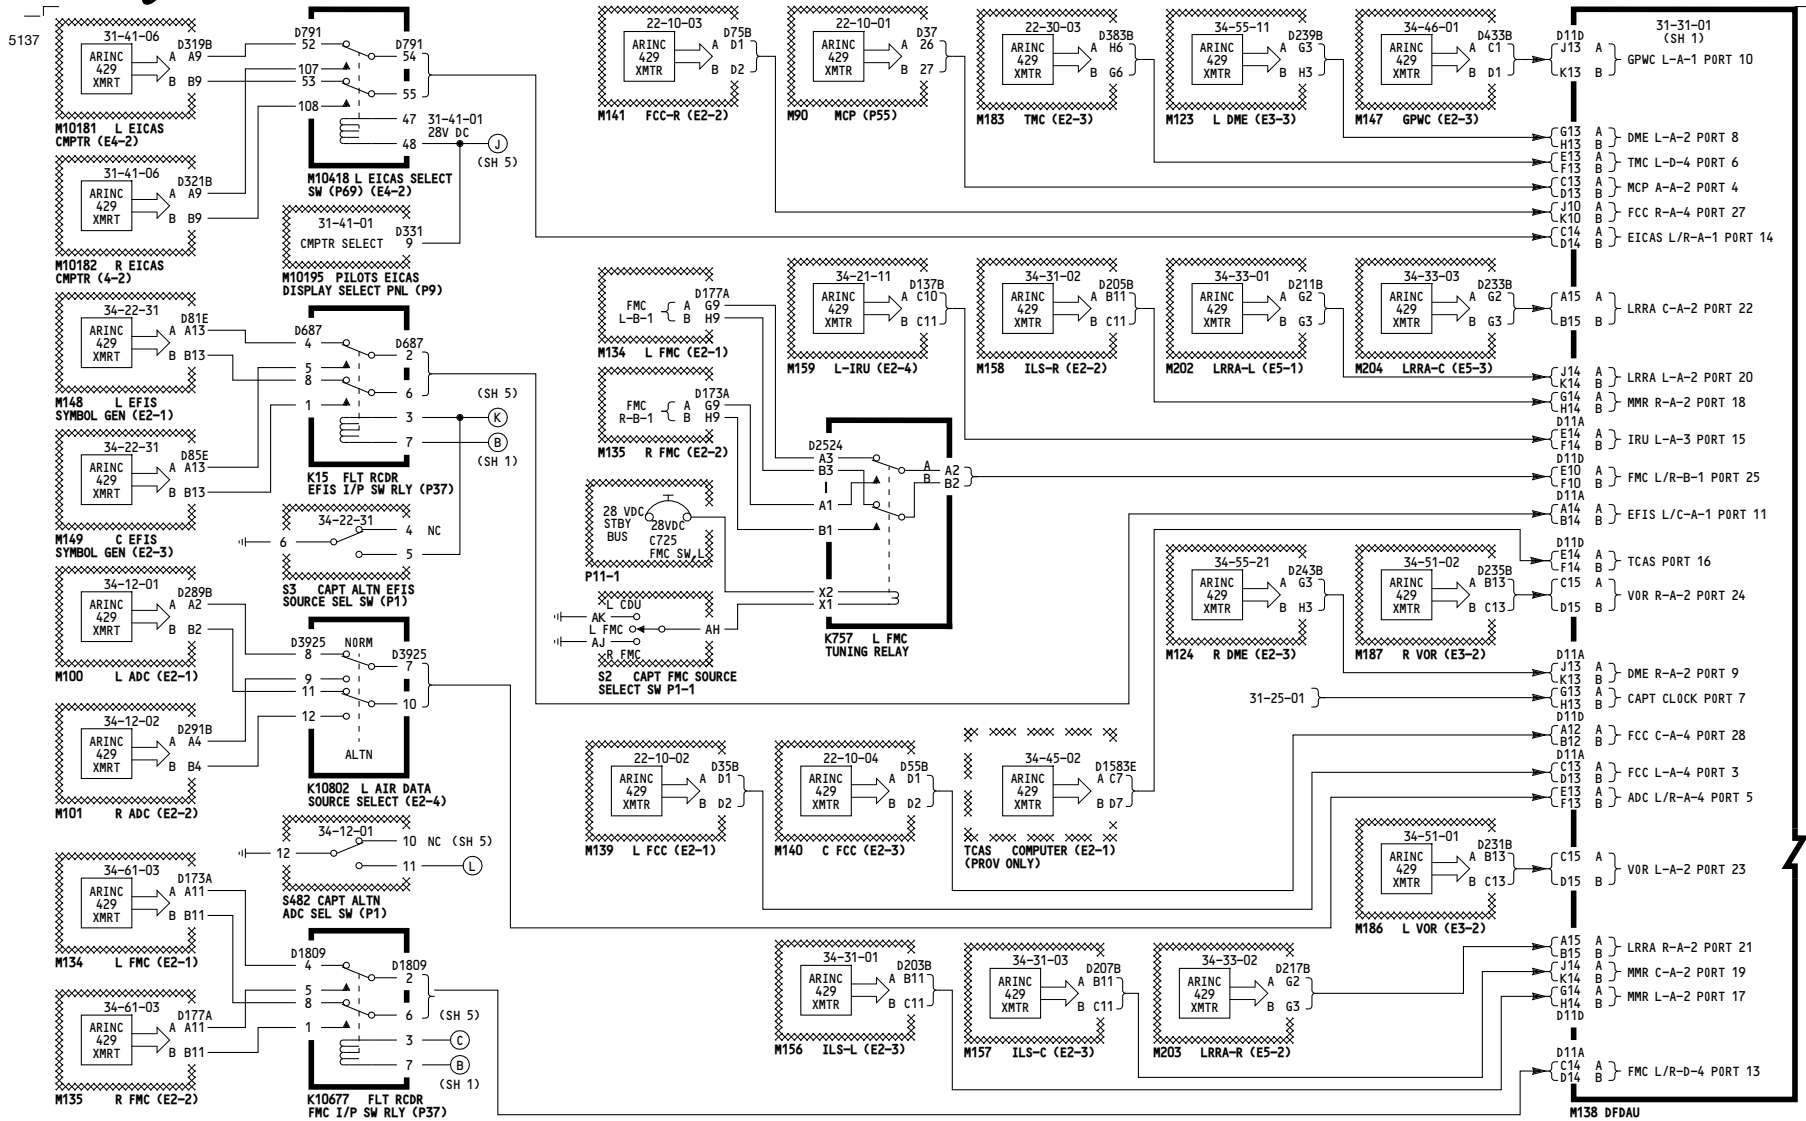 5137
31-41-06
ARINC
429
XMRT
D319B
A A9
B B9
M10181 L EICAS
CMPTR (E4-2)
31-41-06
ARINC
429
XMRT
D321B
A A9
B B9
M10182 R EICAS
CMPTR (4-2)
34-22-31
ARINC
429
XMRT
D81E
A A13
B B13
M148 L EFIS
SYMBOL GEN (E2-1)
34-22-31
ARINC
429
XMRT
D85E
A A13
B B13
M149 C EFIS
SYMBOL GEN (E2-3)
34-12-01
ARINC
429
XMRT
D289B
A A2
B B2
M100 L ADC (E2-1)
34-12-02
ARINC
429
XMRT
D291B
A A4
B B4
M101 R ADC (E2-2)
34-61-03
ARINC
429
XMRT
D173A
A A11
B B11
M134 L FMC (E2-1)
34-61-03
ARINC
429
XMRT
D177A
A A11
B B11
M135 R FMC (E2-2)
D791
52
107
53
108
D791
54
55
47
48
31-41-01
28V DC
J
(SH 5)
M10418 L EICAS SELECT
SW (P69) (E4-2)
31-41-01
CMPTR SELECT
D331
9
M10195 PILOTS EICAS
DISPLAY SELECT PNL (P9)
D687
4
5
8
1
D687
2
6
3
7
(SH 5)
K
B
(SH 1)
K15 FLT RCDR
EFIS I/P SW RLY (P37)
34-22-31
6
4 NC
5
S3 CAPT ALTN EFIS
SOURCE SEL SW (P1)
D3925
8
9
11
12
NORM
ALTN
D3925
7
10
K10802 L AIR DATA
SOURCE SELECT (E2-4)
34-12-01
12
10 NC (SH 5)
11 L
S482 CAPT ALTN
ADC SEL SW (P1)
D1809
4
5
8
1
D1809
2
6 (SH 5)
3 C
7 B
(SH 1)
K10677 FLT RCDR
FMC I/P SW RLY (P37)
22-10-03
ARINC
429
XMTR
D75B
A D1
B D2
M141 FCC-R (E2-2)
22-10-01
ARINC
429
XMTR
D37
A 26
B 27
M90 MCP (P55)
22-30-03
ARINC
429
XMTR
D383B
A H6
B G6
M183 TMC (E2-3)
34-55-11
ARINC
429
XMTR
D239B
A G3
B H3
M123 L DME (E3-3)
34-46-01
ARINC
429
XMTR
D433B
A C1
B D1
M147 GPWC (E2-3)
FMC
L-B-1
D177A
A G9
B H9
M134 L FMC (E2-1)
FMC
R-B-1
D173A
A G9
B H9
M135 R FMC (E2-2)
34-21-11
ARINC
429
XMTR
D137B
A C10
B C11
M159 L-IRU (E2-4)
34-31-02
ARINC
429
XMTR
D205B
A B11
B C11
M158 ILS-R (E2-2)
34-33-01
ARINC
429
XMTR
D211B
A G2
B G3
M202 LRRA-L (E5-1)
34-33-03
ARINC
429
XMTR
D233B
A G2
B G3
M204 LRRA-C (E5-3)
28 VDC
STBY
BUS
28VDC
C725
FMC SW,L
P11-1
L CDU
AK
L FMC
AH
AJ
R FMC
S2 CAPT FMC SOURCE
SELECT SW P1-1
D2524
A3
B3
A1
B1
X2
X1
A A2
B B2
K757 L FMC
TUNING RELAY
34-55-21
ARINC
429
XMTR
D243B
A G3
B H3
M124 R DME (E2-3)
34-51-02
ARINC
429
XMTR
D235B
A B13
B C13
M187 R VOR (E3-2)
31-25-01
22-10-02
ARINC
429
XMTR
D35B
A D1
B D2
M139 L FCC (E2-1)
22-10-04
ARINC
429
XMTR
D55B
A D1
B D2
M140 C FCC (E2-3)
34-45-02
ARINC
429
XMTR
D1583E
A C7
B D7
TCAS COMPUTER (E2-1)
(PROV ONLY)
34-51-01
ARINC
429
XMTR
D231B
A B13
B C13
M186 L VOR (E3-2)
34-31-01
ARINC
429
XMTR
D203B
A B11
B C11
M156 ILS-L (E2-3)
34-31-03
ARINC
429
XMTR
D207B
A B11
B C11
M157 ILS-C (E2-3)
34-33-02
ARINC
429
XMTR
D217B
A G2
B G3
M203 LRRA-R (E5-2)
31-31-01
(SH 1)
D11D
J13 A
K13 B
GPWC L-A-1 PORT 10
G13 A
H13 B
DME L-A-2 PORT 8
E13 A
F13 B
TMC L-D-4 PORT 6
C13 A
D13 B
MCP A-A-2 PORT 4
J10 A
K10 B
FCC R-A-4 PORT 27
C14 A
D14 B
EICAS L/R-A-1 PORT 14
A15 A
B15 B
LRRA C-A-2 PORT 22
J14 A
K14 B
LRRA L-A-2 PORT 20
G14 A
H14 B
MMR R-A-2 PORT 18
D11A
E14 A
F14 B
IRU L-A-3 PORT 15
D11D
E10 A
F10 B
FMC L/R-B-1 PORT 25
D11A
A14 A
B14 B
EFIS L/C-A-1 PORT 11
D11D
E14 A
F14 B
TCAS PORT 16
C15 A
D15 B
VOR R-A-2 PORT 24
D11A
J13 A
K13 B
DME R-A-2 PORT 9
G13 A
H13 B
CAPT CLOCK PORT 7
D11D
A12 A
B12 B
FCC C-A-4 PORT 28
D11A
C13 A
D13 B
FCC L-A-4 PORT 3
E13 A
F13 B
ADC L/R-A-4 PORT 5
C15 A
D15 B
VOR L-A-2 PORT 23
A15 A
B15 B
LRRA R-A-2 PORT 21
J14 A
K14 B
MMR C-A-2 PORT 19
G14 A
H14 B
MMR L-A-2 PORT 17
D11D
D11A
C14 A
D14 B
FMC L/R-D-4 PORT 13
M138 DFDAU